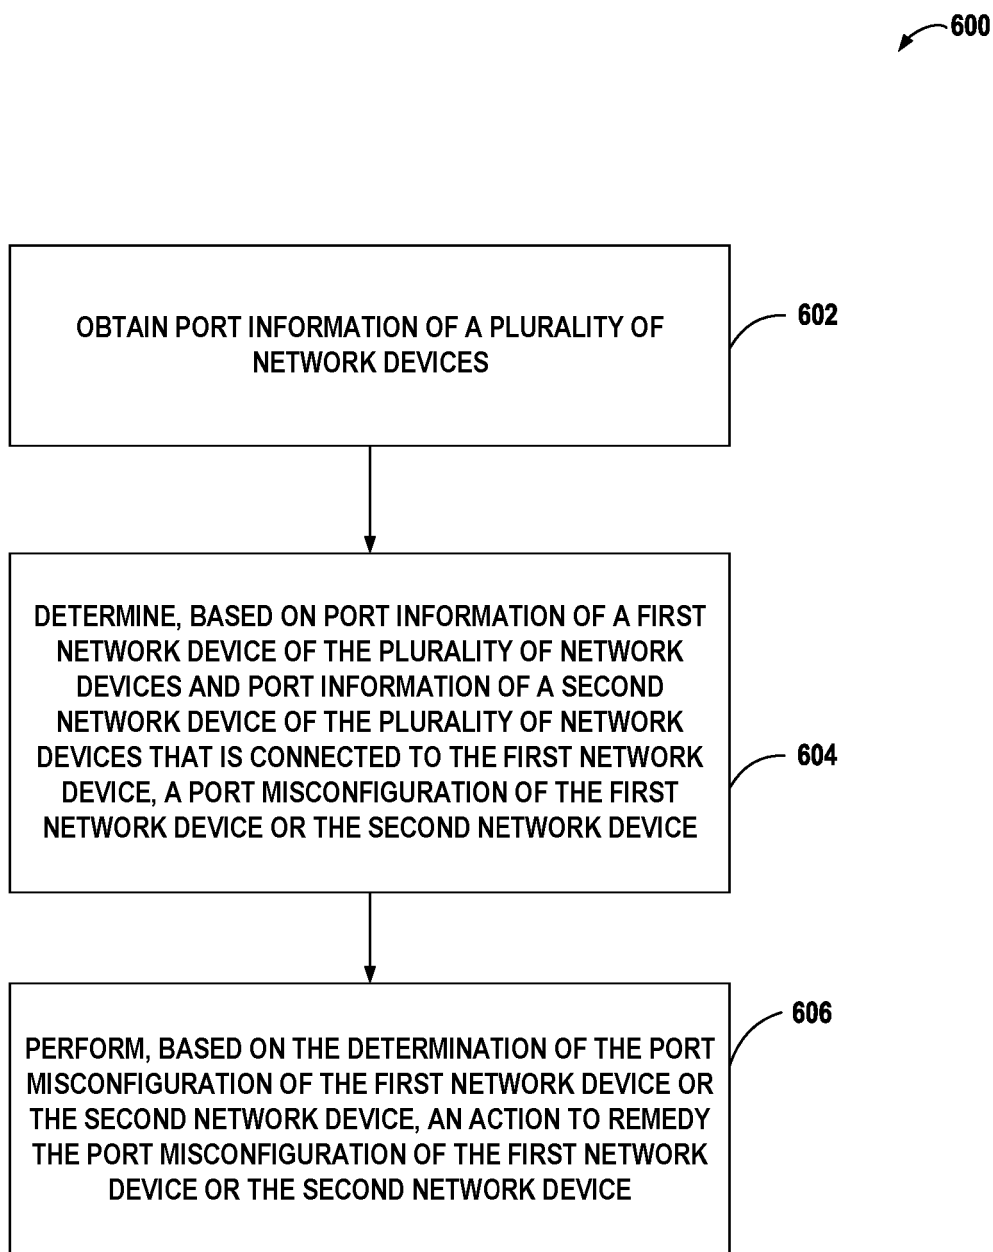 600
OBTAIN PORT INFORMATION OF A PLURALITY OF
NETWORK DEVICES
602
DETERMINE, BASED ON PORT INFORMATION OF A FIRST
NETWORK DEVICE OF THE PLURALITY OF NETWORK
DEVICES AND PORT INFORMATION OF A SECOND
NETWORK DEVICE OF THE PLURALITY OF NETWORK
DEVICES THAT IS CONNECTED TO THE FIRST NETWORK
DEVICE, A PORT MISCONFIGURATION OF THE FIRST
NETWORK DEVICE OR THE SECOND NETWORK DEVICE
604
PERFORM, BASED ON THE DETERMINATION OF THE PORT
MISCONFIGURATION OF THE FIRST NETWORK DEVICE OR
THE SECOND NETWORK DEVICE, AN ACTION TO REMEDY
THE PORT MISCONFIGURATION OF THE FIRST NETWORK
DEVICE OR THE SECOND NETWORK DEVICE
606